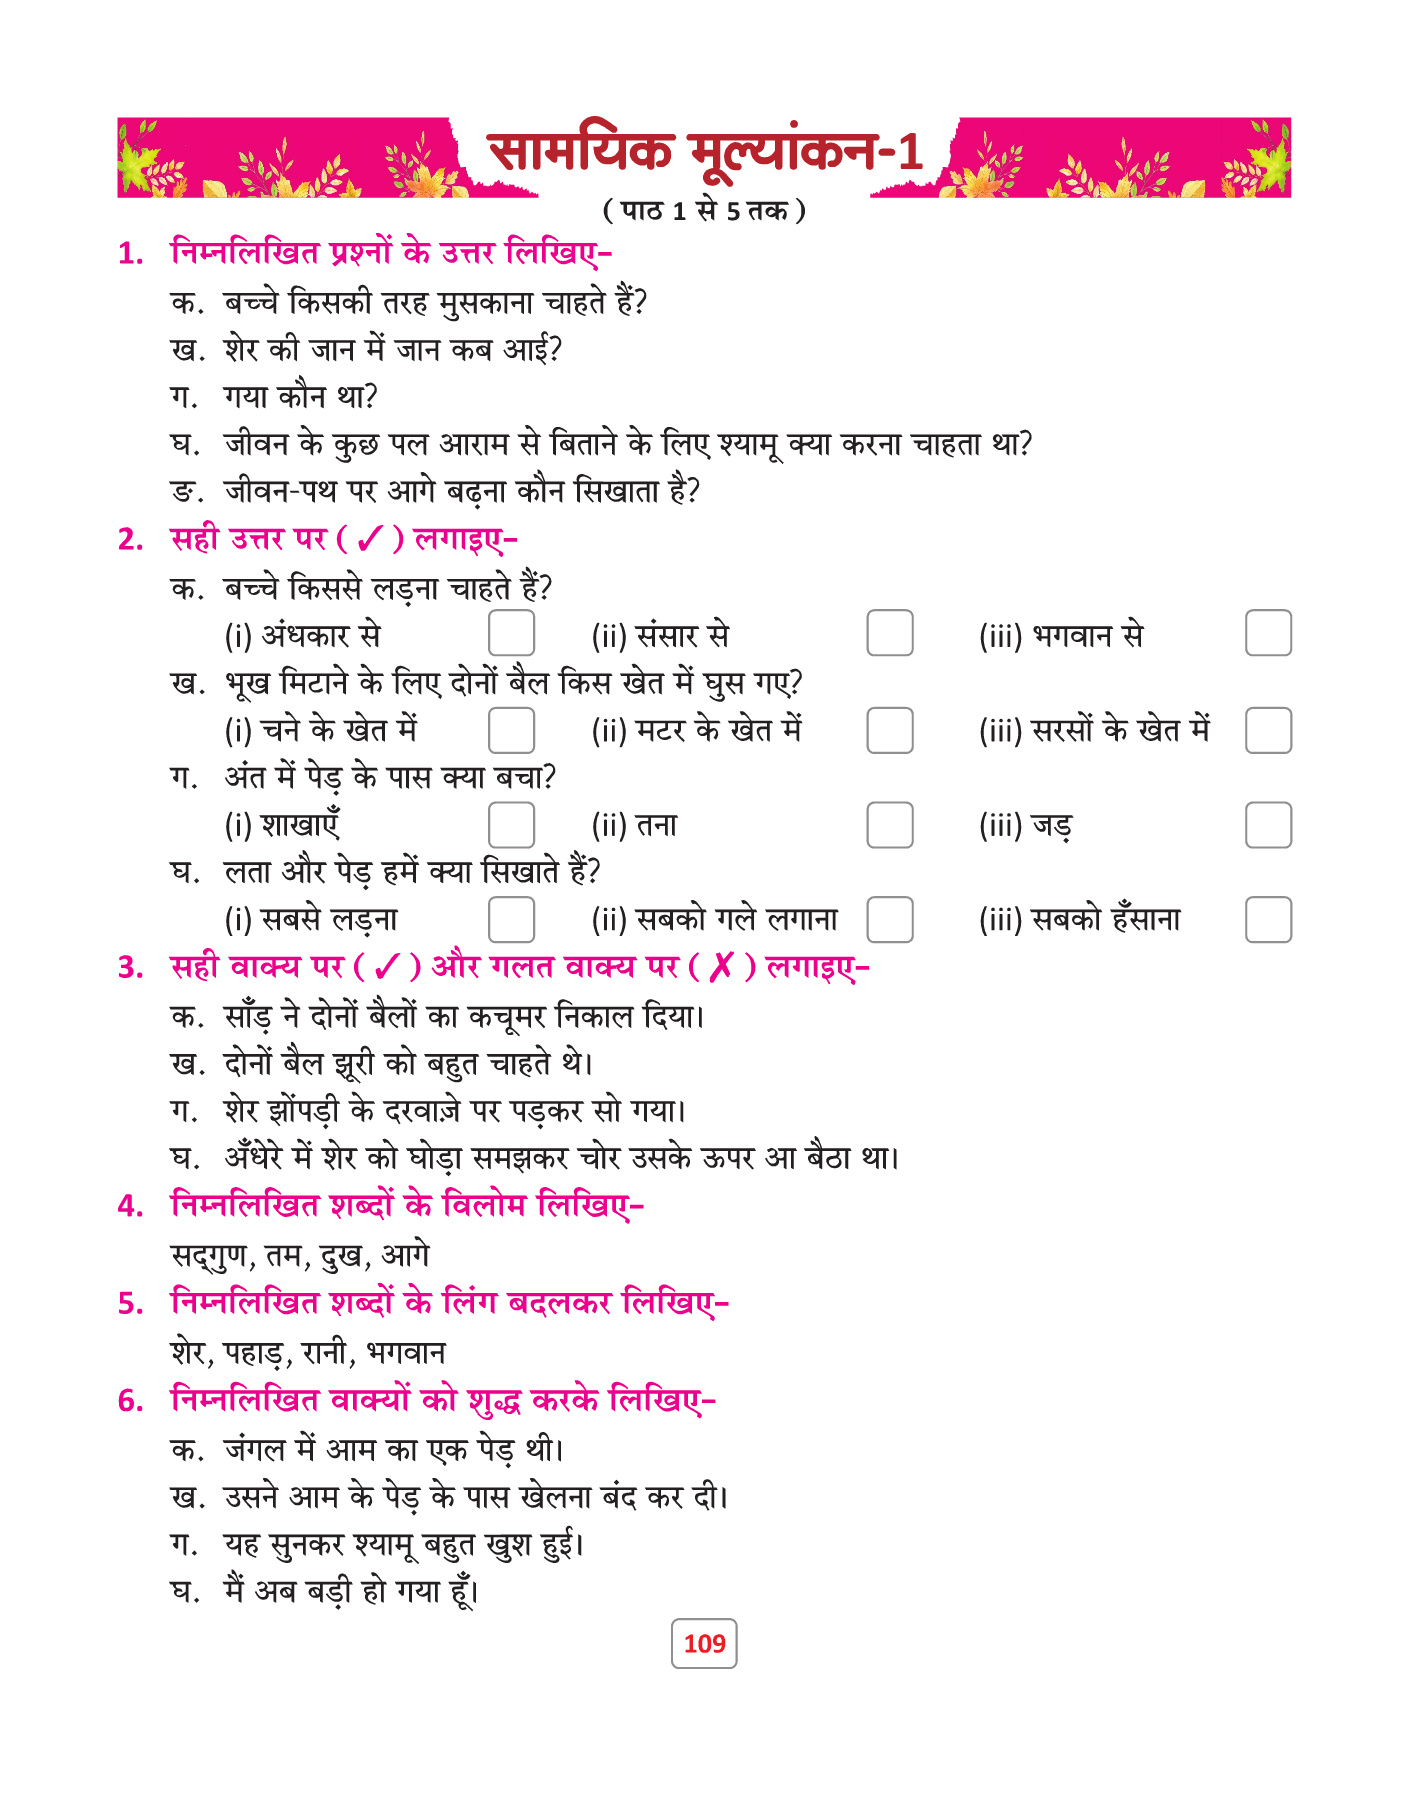 सामयिक मूल्यांकन-1
( पाठ 1 से 5 तक )
1. निम्नलिखित प्रश्नों के उत्तर लिखिए–
क. बच्चे किसकी तरह मुसकाना चाहते हैं?
ख. शेर की जान में जान कब आई?
ग. गया कौन था?
घ. जीवन के कुछ पल आराम से बिताने के लिए श्यामू क्या करना चाहता था?
ङ. जीवन-पथ पर आगे बढ़ना कौन सिखाता है?
2. सही उत्तर पर ( ✓ ) लगाइए–
क. बच्चे किससे लड़ना चाहते हैं?
(i) अंधकार से (ii) संसार से (iii) भगवान से
ख. भूख मिटाने के लिए दोनों बैल किस खेत में घुस गए?
(i) चने के खेत में (ii) मटर के खेत में (iii) सरसों के खेत में
ग. अंत में पेड़ के पास क्या बचा?
(i) शाखाएँ (ii) तना (iii) जड़
घ. लता और पेड़ हमें क्या सिखाते हैं?
(i) सबसे लड़ना (ii) सबको गले लगाना (iii) सबको हँसाना
3. सही वाक्य पर ( ✓ ) और गलत वाक्य पर ( ✗ ) लगाइए–
क. साँड़ ने दोनों बैलों का कचूमर निकाल दिया।
ख. दोनों बैल झूरी को बहुत चाहते थे।
ग. शेर झोंपड़ी के दरवाज़े पर पड़कर सो गया।
घ. अँधेरे में शेर को घोड़ा समझकर चोर उसके ऊपर आ बैठा था।
4. निम्नलिखित शब्दों के विलोम लिखिए–
सद्‌गुण, तम, दुख, आगे
5. निम्नलिखित शब्दों के लिंग बदलकर लिखिए–
शेर, पहाड़, रानी, भगवान
6. निम्नलिखित वाक्यों को शुद्ध करके लिखिए–
क. जंगल में आम का एक पेड़ थी।
ख. उसने आम के पेड़ के पास खेलना बंद कर दी।
ग. यह सुनकर श्यामू बहुत खुश हुई।
घ. मैं अब बड़ी हो गया हूँ।
109